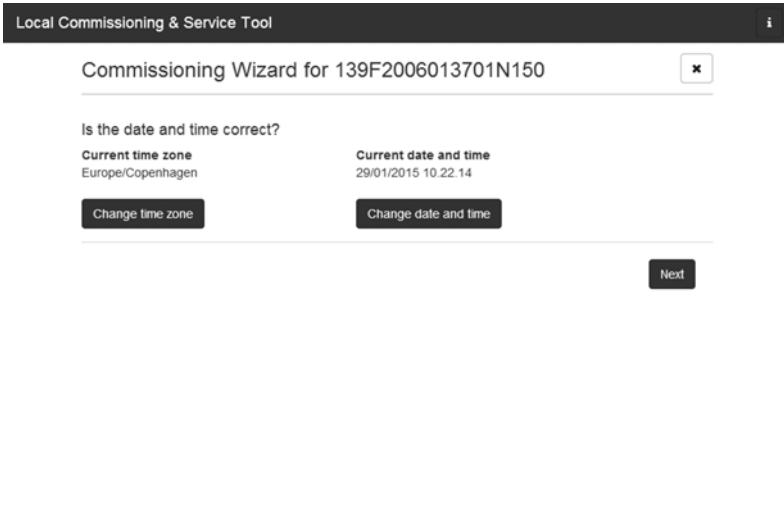 Local Commissioning & Service Tool
i
Commissioning Wizard for 139F2006013701N150
×
Is the date and time correct?
Current time zone
Current date and time
Europe/Copenhagen
29/01/2015 10.22.14
Change time zone
Change date and time
Next